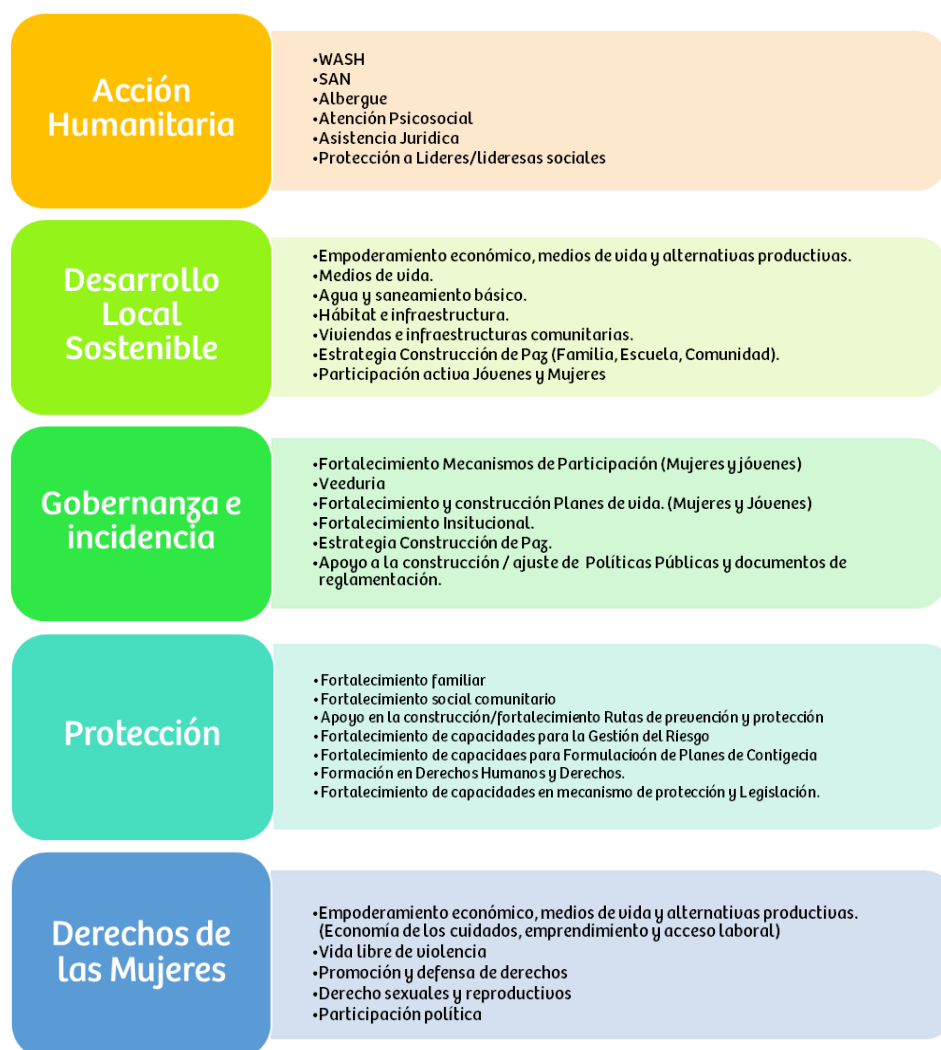 Acción
Humanitaria
•WASH
•SAN
•Albergue
•Atención Psicosocial
•Asistencia Juridica
•Protección a Lideres/lideresas sociales
Desarrollo
Local
Sostenible
•Empoderamiento económico, medios de vida y alternativas productivas.
•Medios de vida.
•Agua y saneamiento básico.
•Hábitat e infraestructura.
•Viviendas e infraestructuras comunitarias.
•Estrategia Construcción de Paz (Familia, Escuela, Comunidad).
•Participación activa Jóvenes y Mujeres
Gobernanza e
incidencia
•Fortalecimiento Mecanismos de Participación (Mujeres y jóvenes)
•Veeduria
•Fortalecimiento y construcción Planes de vida. (Mujeres y Jóvenes)
•Fortalecimiento Insitucional.
•Estrategia Construcción de Paz.
•Apoyo a la construcción / ajuste de Políticas Públicas y documentos de
reglamentación.
Protección
•Fortalecimiento familiar
•Fortalecimiento social comunitario
•Apoyo en la construcción/fortalecimiento Rutas de prevención y protección
•Fortalecimiento de capacidades para la Gestión del Riesgo
•Fortalecimiento de capacidaes para Formulacioón de Planes de Contigecia
•Formación en Derechos Humanos y Derechos.
•Fortalecimiento de capacidades en mecanismo de protección y Legislación.
Derechos de
las Mujeres
•Empoderamiento económico, medios de vida y alternativas productivas.
(Economía de los cuidados, emprendimiento y acceso laboral)
•Vida libre de violencia
•Promoción y defensa de derechos
•Derecho sexuales y reproductivos
•Participación política